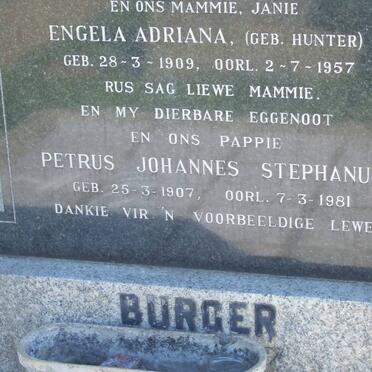 EN ONS MAMMIE, JANIE
ENGELA ADRIANA, (GEB. HUNTER)
GEB. 28-3-1909, OORL. 2-7-1957
RUS SAG LIEWE MAMMIE.
EN MY DIERBARE EGGENOOT
EN ONS PAPPIE
PETRUS JOHANNES STEPHANU
GEB. 25-3-1907, OORL. 7-3-1981
DANKIE VIR 'N VOORBEELDIGE LEWE
BURGER